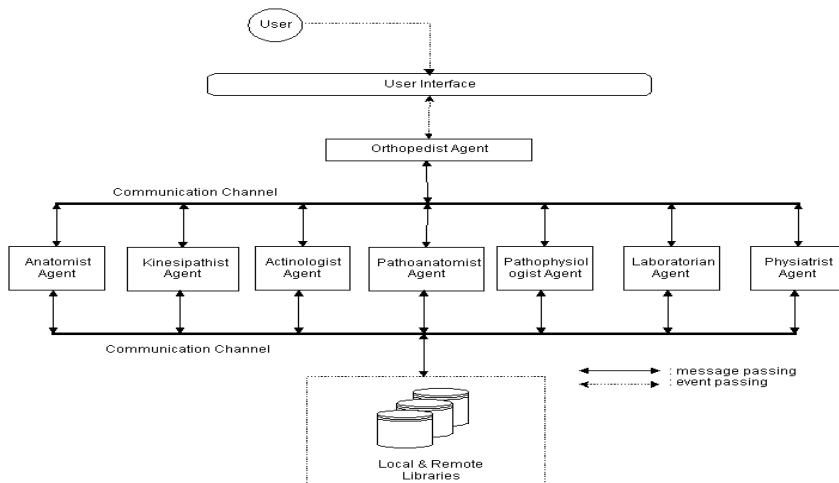 User
User Interface
Orthopedist Agent
Communication Channel
Anatomist
Agent
Kinesipathist
Agent
Actinologist
Agent
Pathoanatomist
Agent
Pathophysiol
ogist Agent
Laboratorian
Agent
Physiatrist
Agent
Communication Channel
: message passing
: event passing
Local & Remote
Libraries